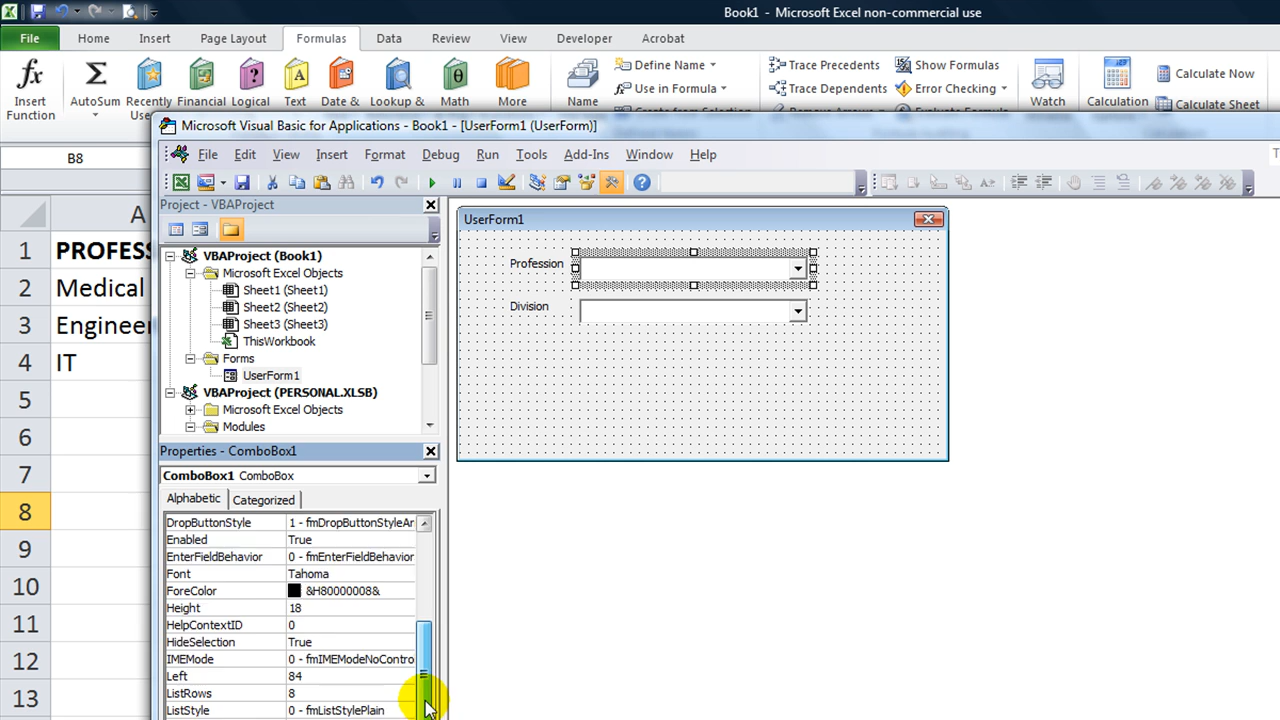 Book1 - Microsoft Excel non-commercial use
File Home Insert Page Layout Formulas Data Review View Developer Acrobat
Insert Function
AutoSum
Recently
Financial
Logical
Text
Date &
Lookup &
Math
More
Name
Define Name
Use in Formula
Trace Precedents
Trace Dependents
Show Formulas
Error Checking
Watch
Calculation
Calculate Now
Calculate Sheet
Microsoft Visual Basic for Applications - Book1 - [UserForm1 (UserForm)]
B8
File Edit View Insert Format Debug Run Tools Add-Ins Window Help
Project - VBAProject
VBAProject (Book1)
Microsoft Excel Objects
Sheet1 (Sheet1)
Sheet2 (Sheet2)
Sheet3 (Sheet3)
ThisWorkbook
Forms
UserForm1
VBAProject (PERSONAL.XLSB)
Microsoft Excel Objects
Modules
UserForm1
Profession
Division
A
1 PROFESS
2 Medical
3 Engineer
4 IT
5
6
7
8
9
10
11
12
13
Properties - ComboBox1
ComboBox1 ComboBox
Alphabetic Categorized
DropButtonStyle 1 - fmDropButtonStyleAr
Enabled True
EnterFieldBehavior 0 - fmEnterFieldBehavior
Font Tahoma
ForeColor &H80000008&
Height 18
HelpContextID 0
HideSelection True
IMEMode 0 - fmIMEModeNoContro
Left 84
ListRows 8
ListStyle 0 - fmListStylePlain